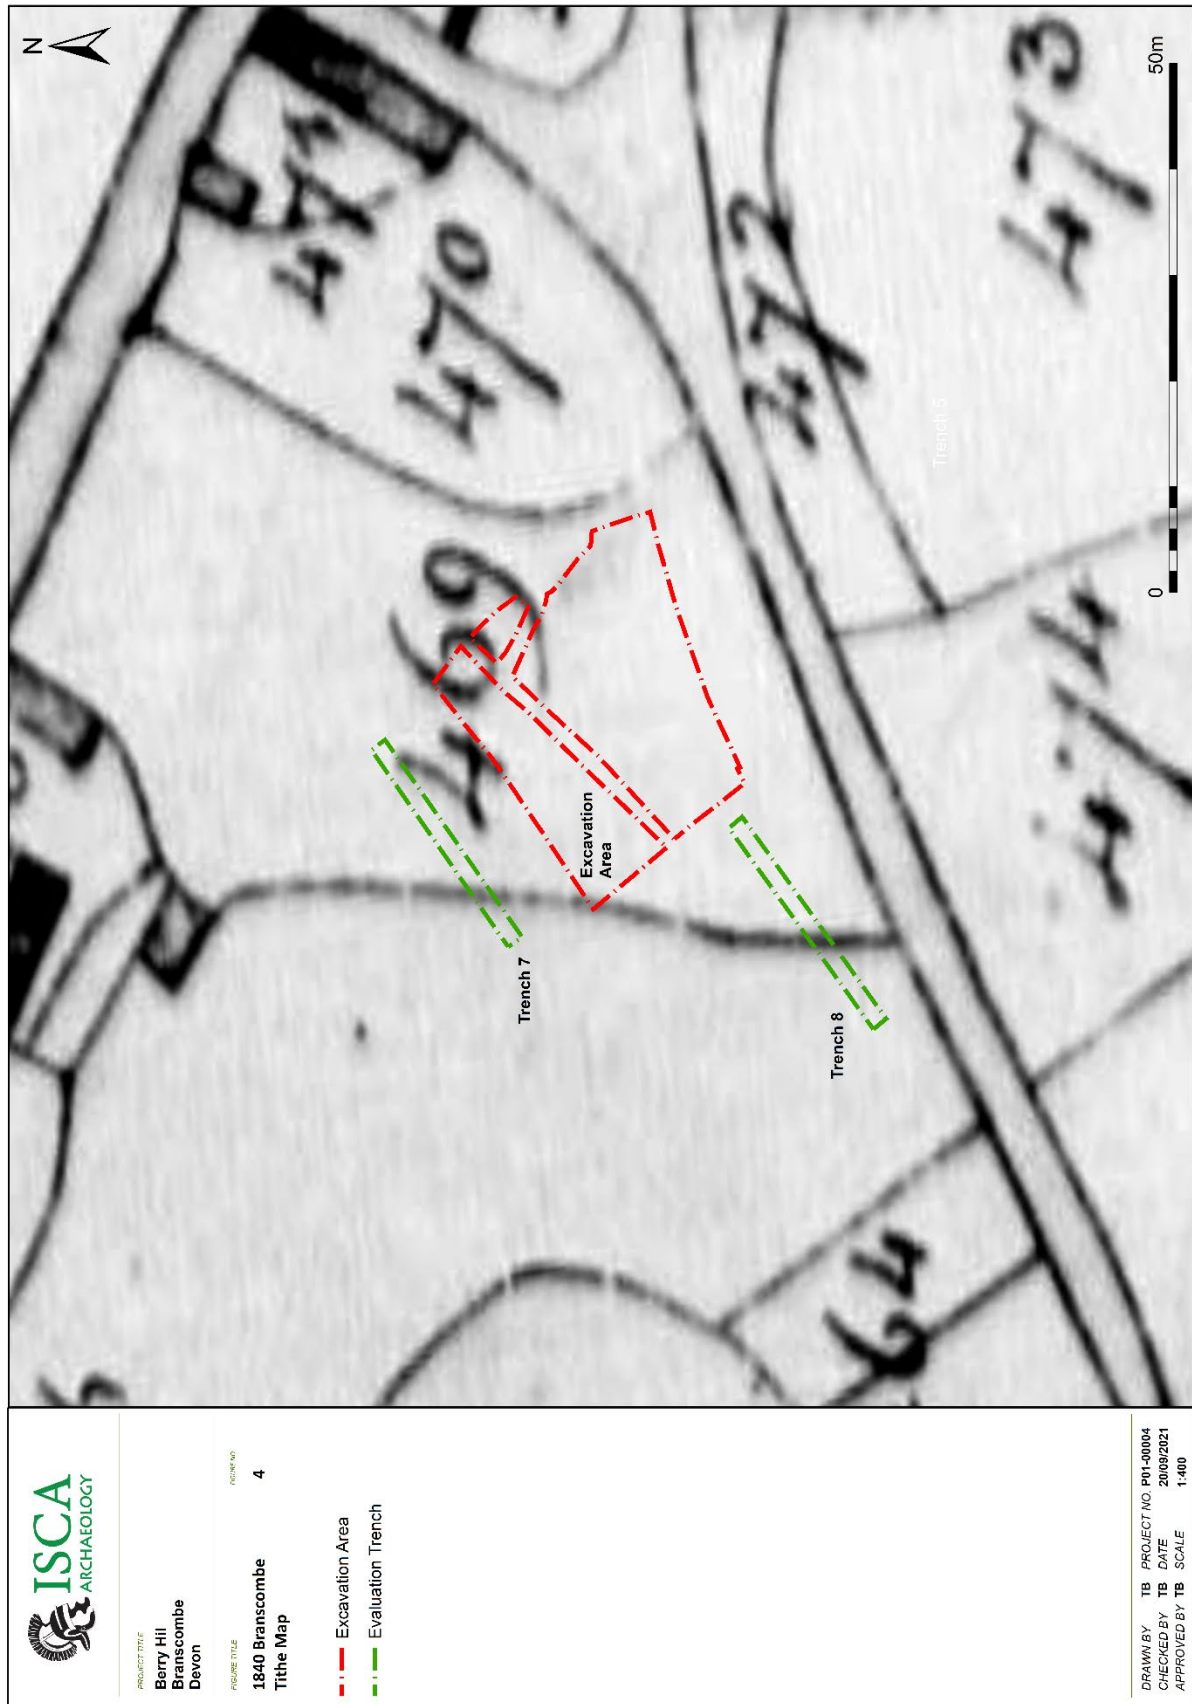 ISCA
ARCHAEOLOGY
PROJECT TITLE
Berry Hil
Branscombe
Devon
FIGURE TITLE
FIGURE NO.
1840 Branscombe
Tithe Map
4
Excavation Area
Evaluation Trench
DRAWN BY TB PROJECT NO. P01-00004
CHECKED BY TB DATE 20/09/2021
APPROVED BY TB SCALE 1:400
N
470
469
472
473
474
64
Excavation
Area
Trench 7
Trench 8
Trench 6
0
50m